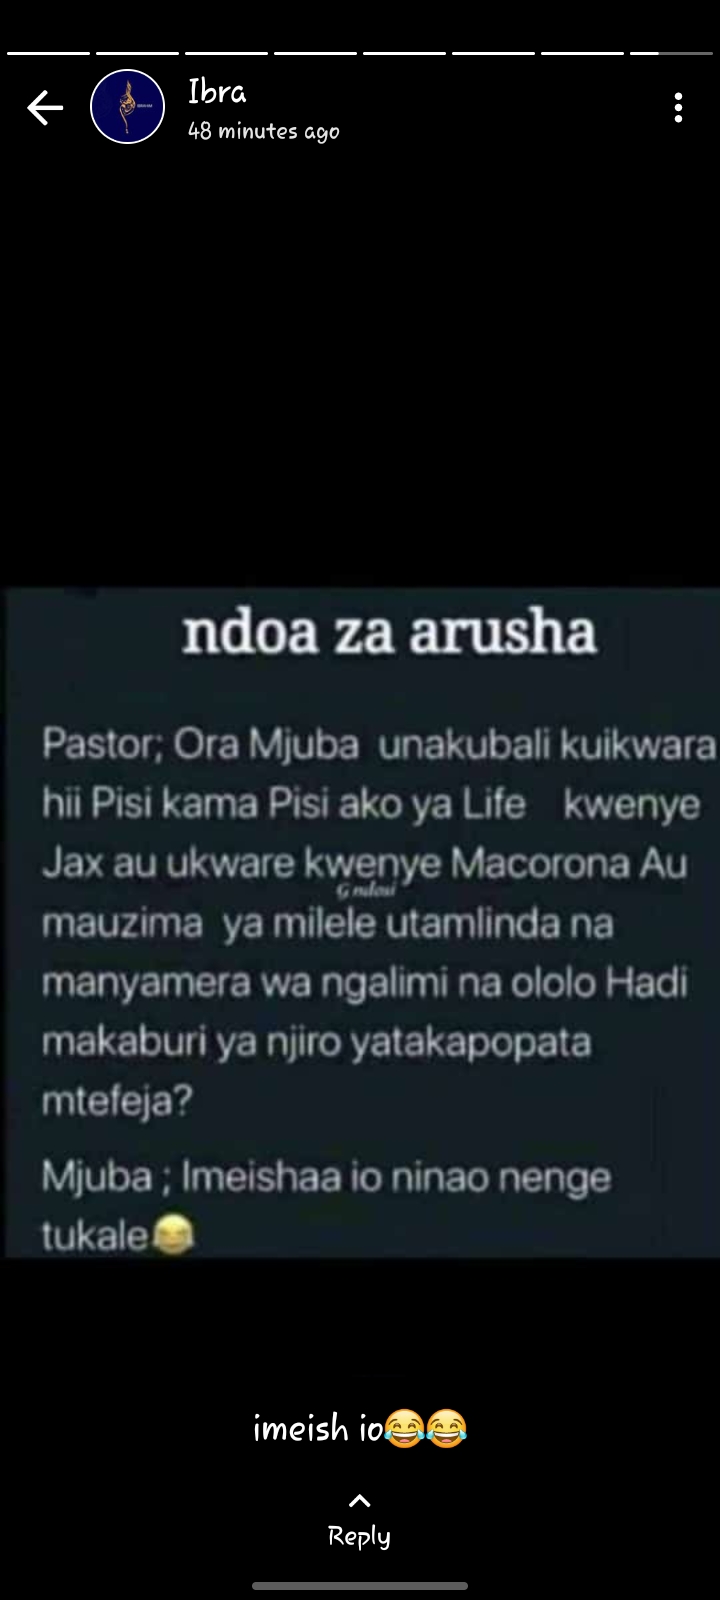 Ibra
48 minutes ago
ndoa za arusha
Pastor; Ora Mjuba unakubali kuikwara
hii Pisi kama Pisi ako ya Life kwenye
Jax au ukware kwenye Macorona Au
mauzima ya milele utamlinda na
manyamera wa ngalimi na ololo Hadi
makaburi ya njiro yatakapopata
mtefeja?
Mjuba ; Imeishaa io ninao nenge
tukale😂
imeish io😂😂
Reply